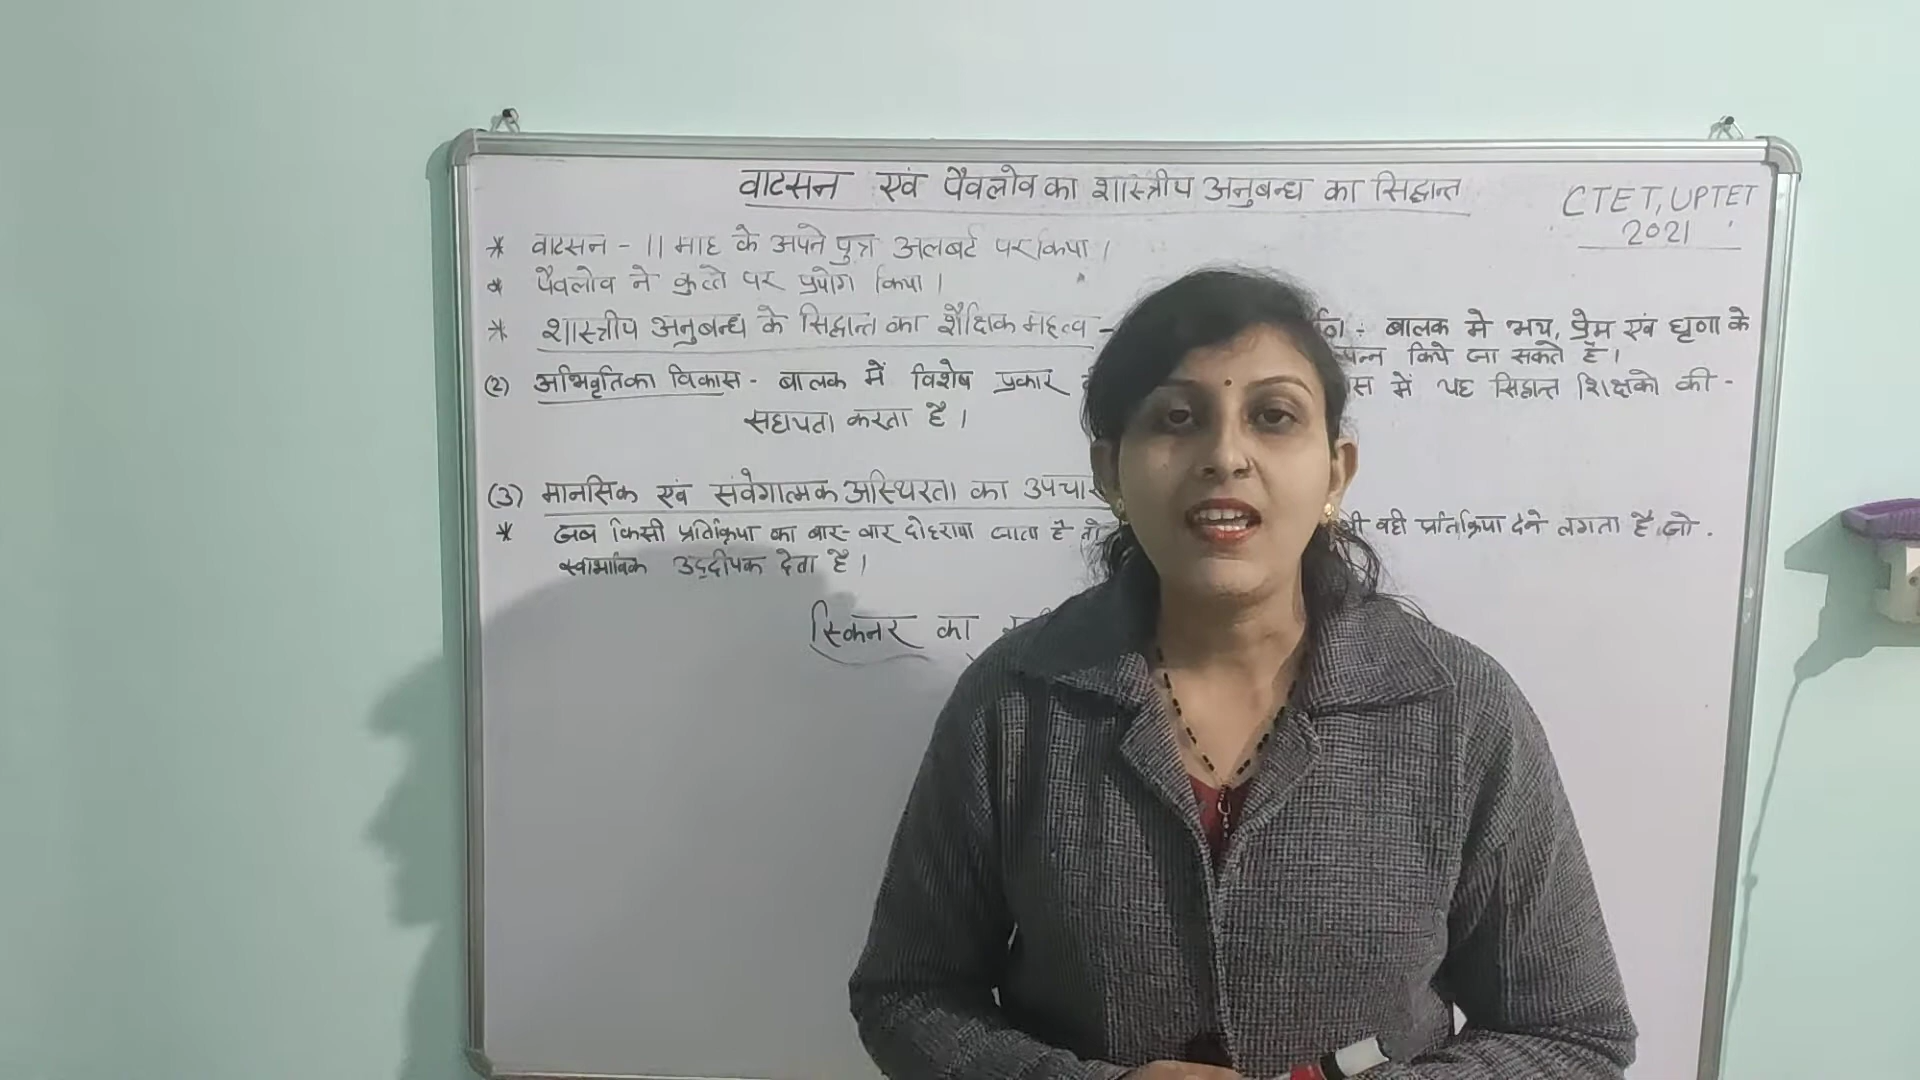 वाटसन एवं पैवलोव का शास्त्रीय अनुबन्ध का सिद्धान्त
CTET, UPTET
2021
* वाटसन - 11 माह के अपने पुत्र अलबर्ट पर किया।
* पैवलोव ने कुत्ते पर प्रयोग किया।
* शास्त्रीय अनुबन्ध के सिद्धान्त का शैक्षिक महत्व - : बालक मे भय, प्रेम एवं घृणा के
किये जा सकते हैं।
(2) अभिवृति का विकास - बालक में विशेष प्रकार में यह सिद्धान्त शिक्षको की -
सहायता करता है।
(3) मानसिक एंव संवेगात्मक अस्थिरता का उपचार
* जब किसी प्रतिक्रिया का बार-बार दोहराया जाता है तो वही प्रतिक्रिया देने लगता है जो .
स्वाभाविक उद्दीपक देता है।
स्किनर का